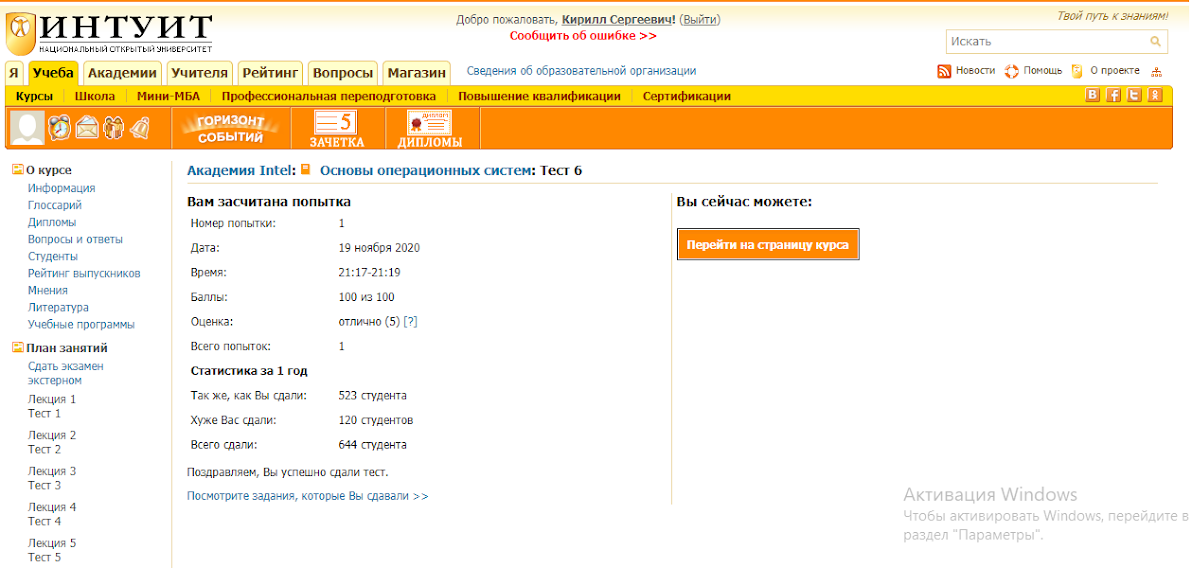 ИНТУИТ
НАЦИОНАЛЬНЫЙ ОТКРЫТЫЙ УНИВЕРСИТЕТ
Добро пожаловать, Кирилл Сергеевич! (Выйти)
Сообщить об ошибке >>
Твой путь к знаниям!
Искать
Я Учеба Академии Учителя Рейтинг Вопросы Магазин Сведения об образовательной организации Новости Помощь О проекте
Курсы Школа Мини-МБА Профессиональная переподготовка Повышение квалификации Сертификации
ГОРИЗОНТ СОБЫТИЙ
5
ЗАЧЕТКА
ДИПЛОМ
ДИПЛОМЫ
О курсе
Информация
Глоссарий
Дипломы
Вопросы и ответы
Студенты
Рейтинг выпускников
Мнения
Литература
Учебные программы
План занятий
Сдать экзамен
экстерном
Лекция 1
Тест 1
Лекция 2
Тест 2
Лекция 3
Тест 3
Лекция 4
Тест 4
Лекция 5
Тест 5
Академия Intel: Основы операционных систем: Тест 6
Вам засчитана попытка
Номер попытки: 1
Дата: 19 ноября 2020
Время: 21:17-21:19
Баллы: 100 из 100
Оценка: отлично (5) [?]
Всего попыток: 1
Статистика за 1 год
Так же, как Вы сдали: 523 студента
Хуже Вас сдали: 120 студентов
Всего сдали: 644 студента
Поздравляем, Вы успешно сдали тест.
Посмотрите задания, которые Вы сдавали >>
Вы сейчас можете:
Перейти на страницу курса
Активация Windows
Чтобы активировать Windows, перейдите в
раздел "Параметры".